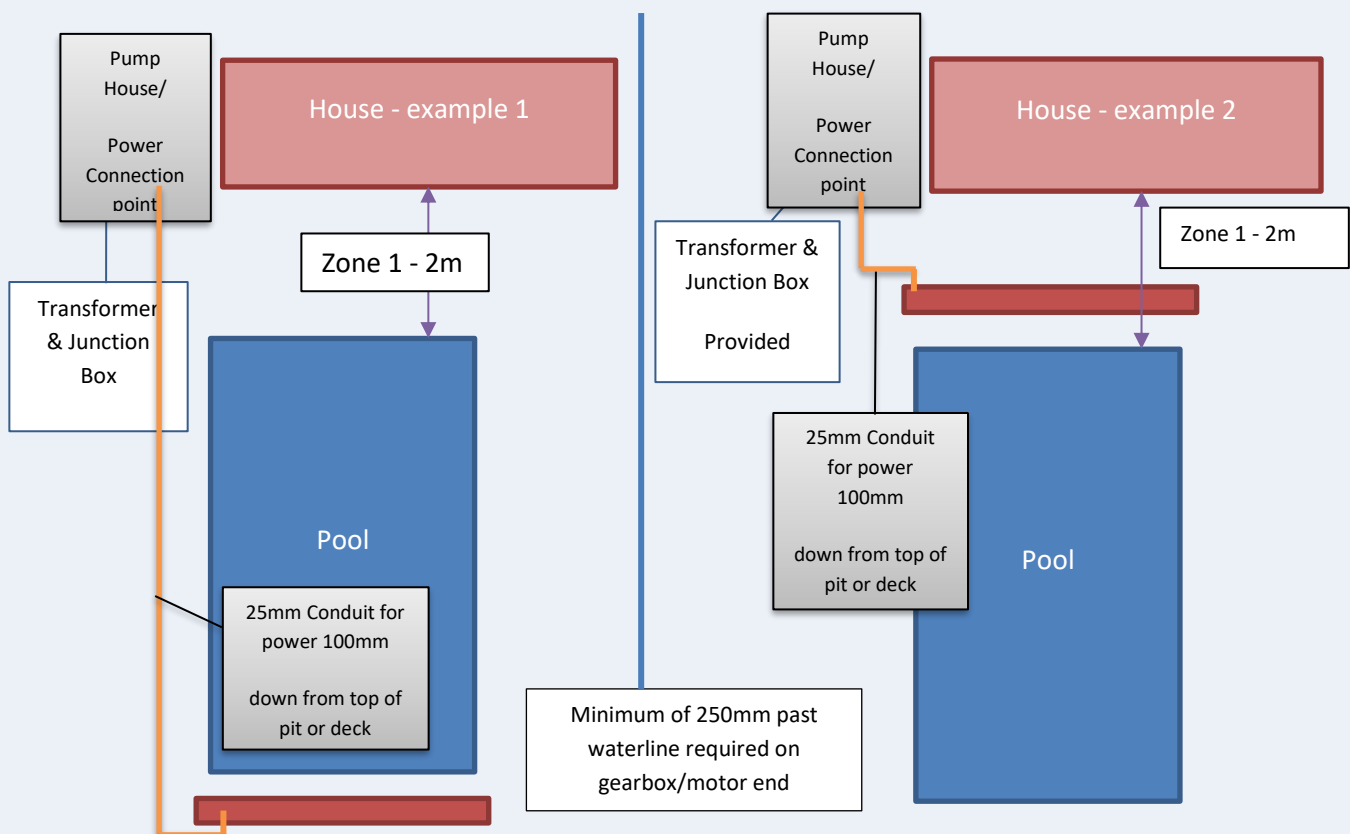 Pump
House/
Power
Connection
point
House - example 1
Zone 1 - 2m
Transformer
& Junction
Box
Pool
25mm Conduit for
power 100mm
down from top of
pit or deck
Minimum of 250mm past
waterline required on
gearbox/motor end
Pump
House/
Power
Connection
point
House - example 2
Zone 1 - 2m
Transformer &
Junction Box
Provided
25mm Conduit
for power
100mm
down from top of
pit or deck
Pool